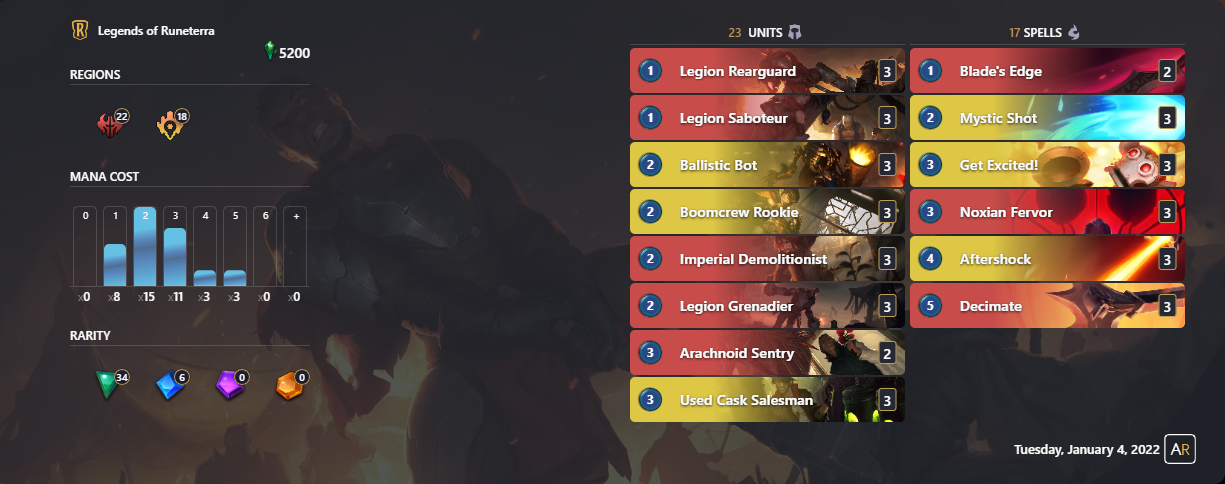 Legends of Runeterra
5200
REGIONS
22
18
MANA COST
0 1 2 3 4 5 6 +
x0 x8 x15 x11 x3 x3 x0 x0
RARITY
34
6
0
0
23 UNITS
1 Legion Rearguard 3
1 Legion Saboteur 3
2 Ballistic Bot 3
2 Boomcrew Rookie 3
2 Imperial Demolitionist 3
2 Legion Grenadier 3
3 Arachnoid Sentry 2
3 Used Cask Salesman 3
17 SPELLS
1 Blade's Edge 2
2 Mystic Shot 3
3 Get Excited! 3
3 Noxian Fervor 3
4 Aftershock 3
5 Decimate 3
Tuesday, January 4, 2022 AR